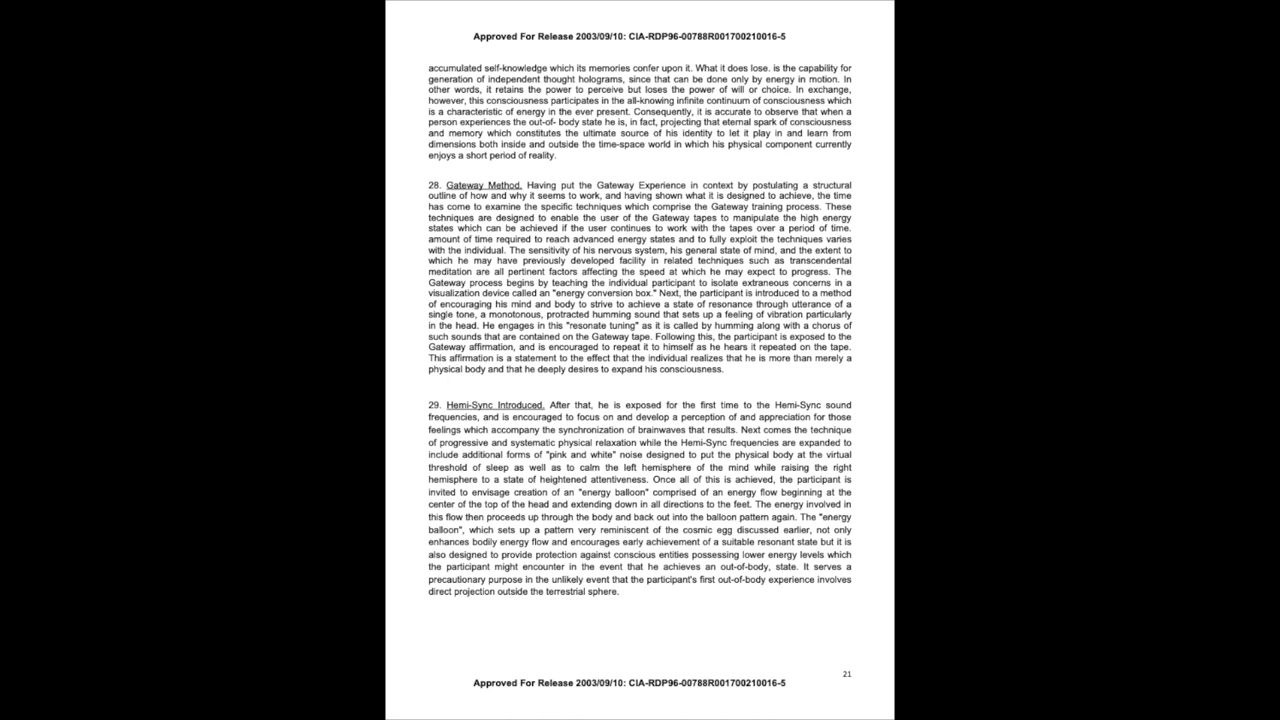 Approved For Release 2003/09/10: CIA-RDP96-00788R001700210016-5
accumulated self-knowledge which its memories confer upon it. What it does lose. is the capability for
generation of independent thought holograms, since that can be done only by energy in motion. In
other words, it retains the power to perceive but loses the power of will or choice. In exchange,
however, this consciousness participates in the all-knowing infinite continuum of consciousness which
is a characteristic of energy in the ever present. Consequently, it is accurate to observe that when a
person experiences the out-of- body state he is, in fact, projecting that eternal spark of consciousness
and memory which constitutes the ultimate source of his identity to let it play in and learn from
dimensions both inside and outside the time-space world in which his physical component currently
enjoys a short period of reality.
28. Gateway Method. Having put the Gateway Experience in context by postulating a structural
outline of how and why it seems to work, and having shown what it is designed to achieve, the time
has come to examine the specific techniques which comprise the Gateway training process. These
techniques are designed to enable the user of the Gateway tapes to manipulate the high energy
states which can be achieved if the user continues to work with the tapes over a period of time.
amount of time required to reach advanced energy states and to fully exploit the techniques varies
with the individual. The sensitivity of his nervous system, his general state of mind, and the extent to
which he may have previously developed facility in related techniques such as transcendental
meditation are all pertinent factors affecting the speed at which he may expect to progress. The
Gateway process begins by teaching the individual participant to isolate extraneous concerns in a
visualization device called an "energy conversion box." Next, the participant is introduced to a method
of encouraging his mind and body to strive to achieve a state of resonance through utterance of a
single tone, a monotonous, protracted humming sound that sets up a feeling of vibration particularly
in the head. He engages in this "resonate tuning" as it is called by humming along with a chorus of
such sounds that are contained on the Gateway tape. Following this, the participant is exposed to the
Gateway affirmation, and is encouraged to repeat it to himself as he hears it repeated on the tape.
This affirmation is a statement to the effect that the individual realizes that he is more than merely a
physical body and that he deeply desires to expand his consciousness.
29. Hemi-Sync Introduced. After that, he is exposed for the first time to the Hemi-Sync sound
frequencies, and is encouraged to focus on and develop a perception of and appreciation for those
feelings which accompany the synchronization of brainwaves that results. Next comes the technique
of progressive and systematic physical relaxation while the Hemi-Sync frequencies are expanded to
include additional forms of "pink and white" noise designed to put the physical body at the virtual
threshold of sleep as well as to calm the left hemisphere of the mind while raising the right
hemisphere to a state of heightened attentiveness. Once all of this is achieved, the participant is
invited to envisage creation of an "energy balloon" comprised of an energy flow beginning at the
center of the top of the head and extending down in all directions to the feet. The energy involved in
this flow then proceeds up through the body and back out into the balloon pattern again. The "energy
balloon", which sets up a pattern very reminiscent of the cosmic egg discussed earlier, not only
enhances bodily energy flow and encourages early achievement of a suitable resonant state but it is
also designed to provide protection against conscious entities possessing lower energy levels which
the participant might encounter in the event that he achieves an out-of-body, state. It serves a
precautionary purpose in the unlikely event that the participant's first out-of-body experience involves
direct projection outside the terrestrial sphere.
21
Approved For Release 2003/09/10: CIA-RDP96-00788R001700210016-5